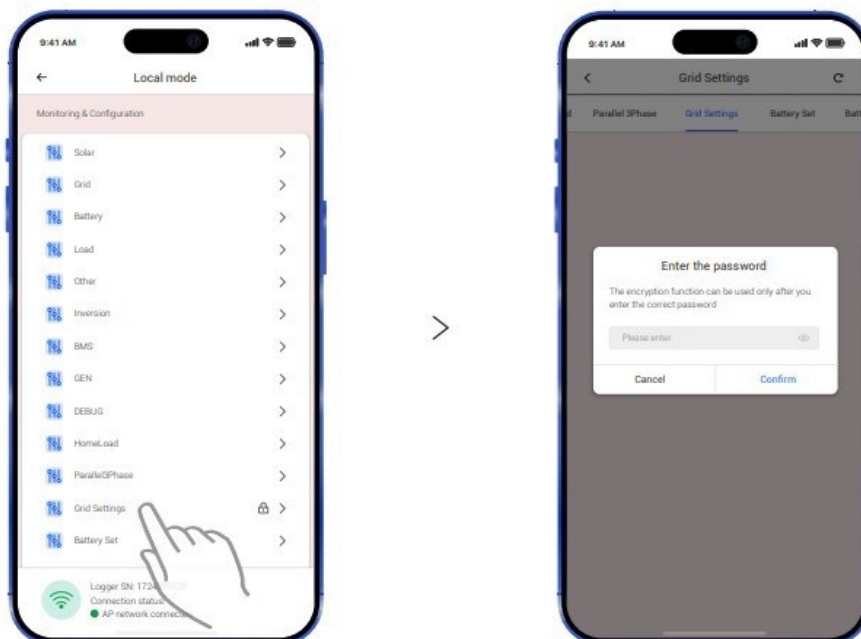 9:41 AM
Local mode
Monitoring & Configuration
Solar
Grid
Battery
Load
Other
Inversion
BMS
GEN
DEBUG
HomeLoad
Parallel3Phase
Grid Settings
Battery Set
Logger SN: 1724
Connection status:
AP network connec
9:41 AM
Grid Settings
d Parallel 3Phase Grid Settings Battery Set Batt
Enter the password
The encryption function can be used only after you
enter the correct password
Please enter
Cancel Confirm